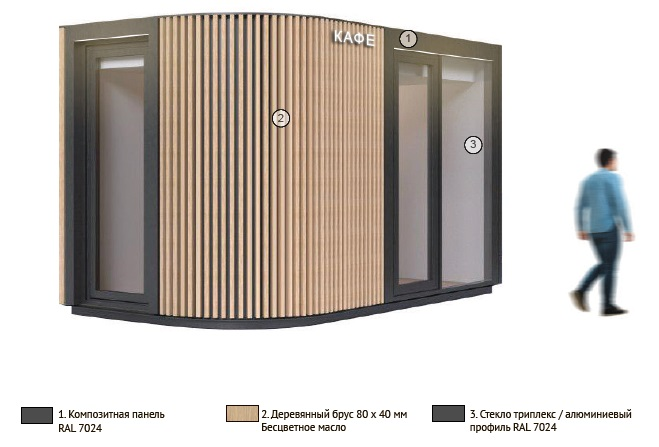 КАФЕ
1
2
3
1. Композитная панель
RAL 7024
2. Деревянный брус 80 х 40 мм
Бесцветное масло
3. Стекло триплекс / алюминиевый
профиль RAL 7024